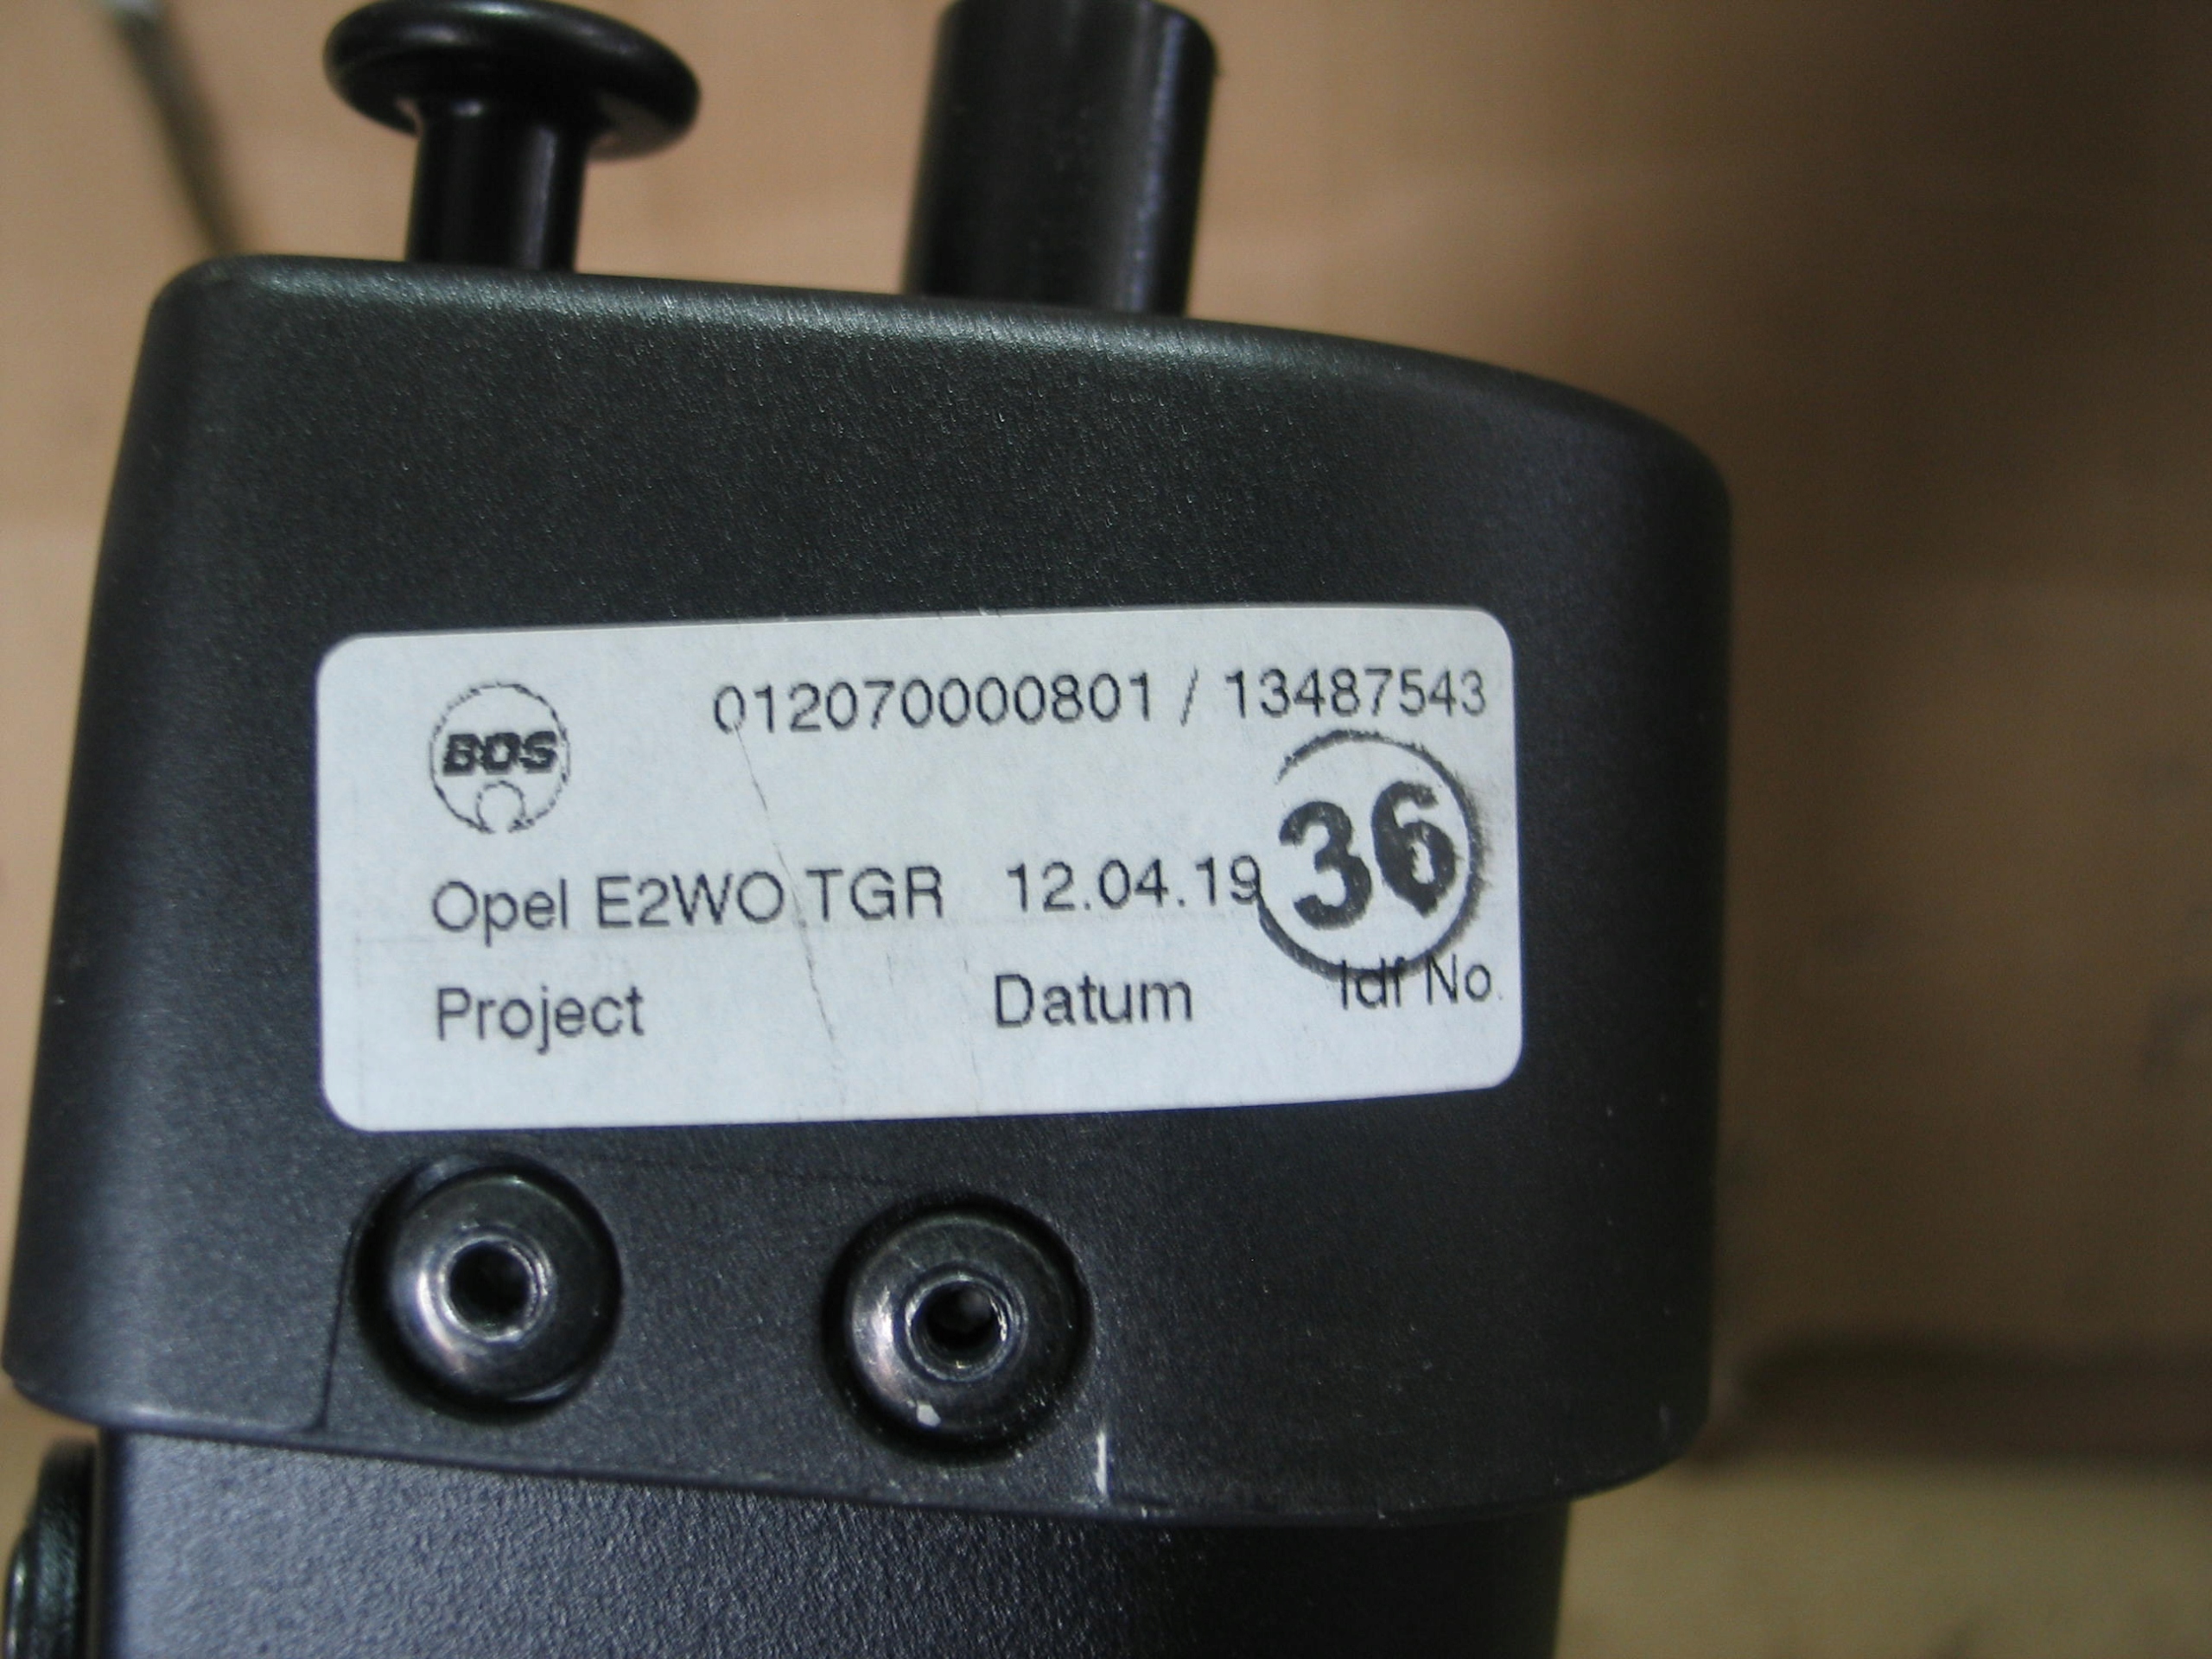 012070000801 / 13487543
BOS
36
Opel E2WO TGR 12.04.19
Project Datum Idf No.